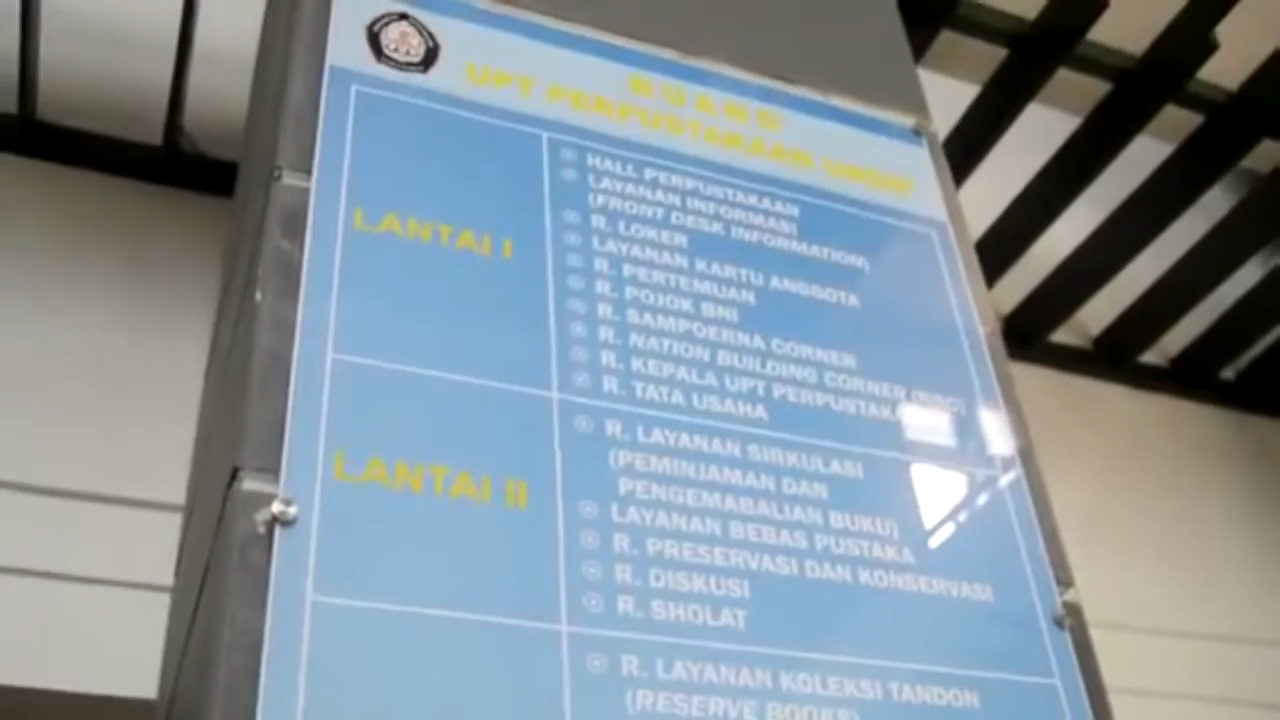 RUANG
UPT PERPUSTAKAAN UNDIP
LANTAI I
HALL PERPUSTAKAAN
LAYANAN INFORMASI
(FRONT DESK INFORMATION)
R. LOKER
LAYANAN KARTU ANGGOTA
R. PERTEMUAN
R. POJOK BNI
R. SAMPOERNA CORNER
R. NATION BUILDING CORNER (NBC)
R. KEPALA UPT
R. TATA USAHA
LANTAI II
R. LAYANAN SIRKULASI
(PEMINJAMAN DAN
PENGEMABALIAN BUKU)
LAYANAN BEBAS PUSTAKA
R. PRESERVASI DAN KONSERVASI
R. DISKUSI
R. SHOLAT
R. LAYANAN KOLEKSI TANDON
(RESERVE BOOKS)